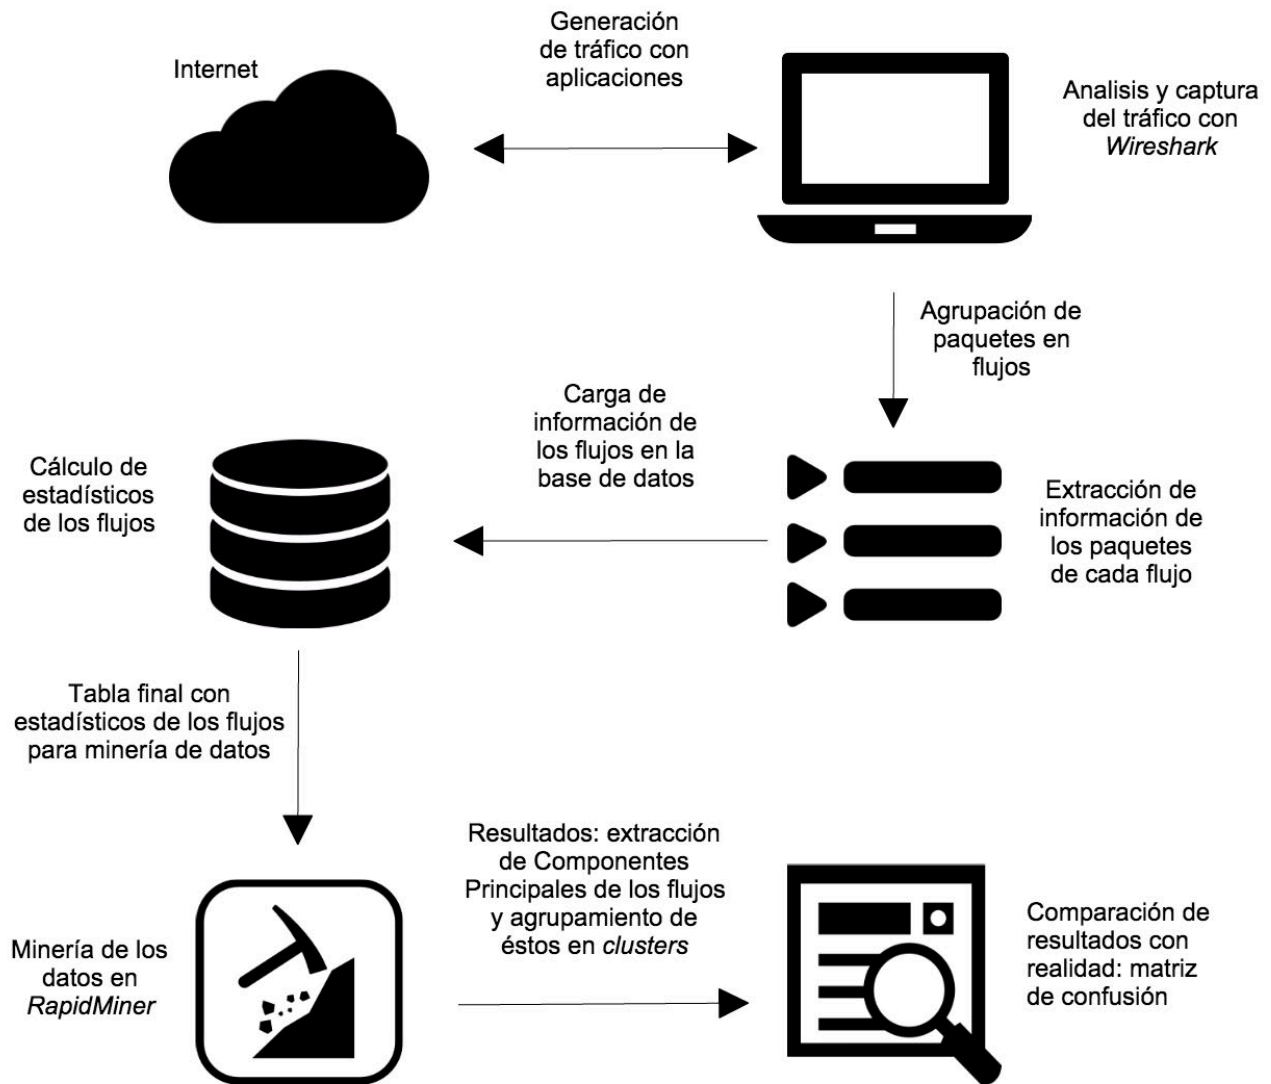 Internet
Generación
de tráfico con
aplicaciones
Analisis y captura
del tráfico con
Wireshark
Agrupación de
paquetes en
flujos
Carga de
información de
los flujos en la
base de datos
Cálculo de
estadísticos
de los flujos
Extracción de
información de
los paquetes
de cada flujo
Tabla final con
estadísticos de los flujos
para minería de datos
Resultados: extracción
de Componentes
Principales de los flujos
y agrupamiento de
éstos en clusters
Minería de los
datos en
RapidMiner
Comparación de
resultados con
realidad: matriz
de confusión